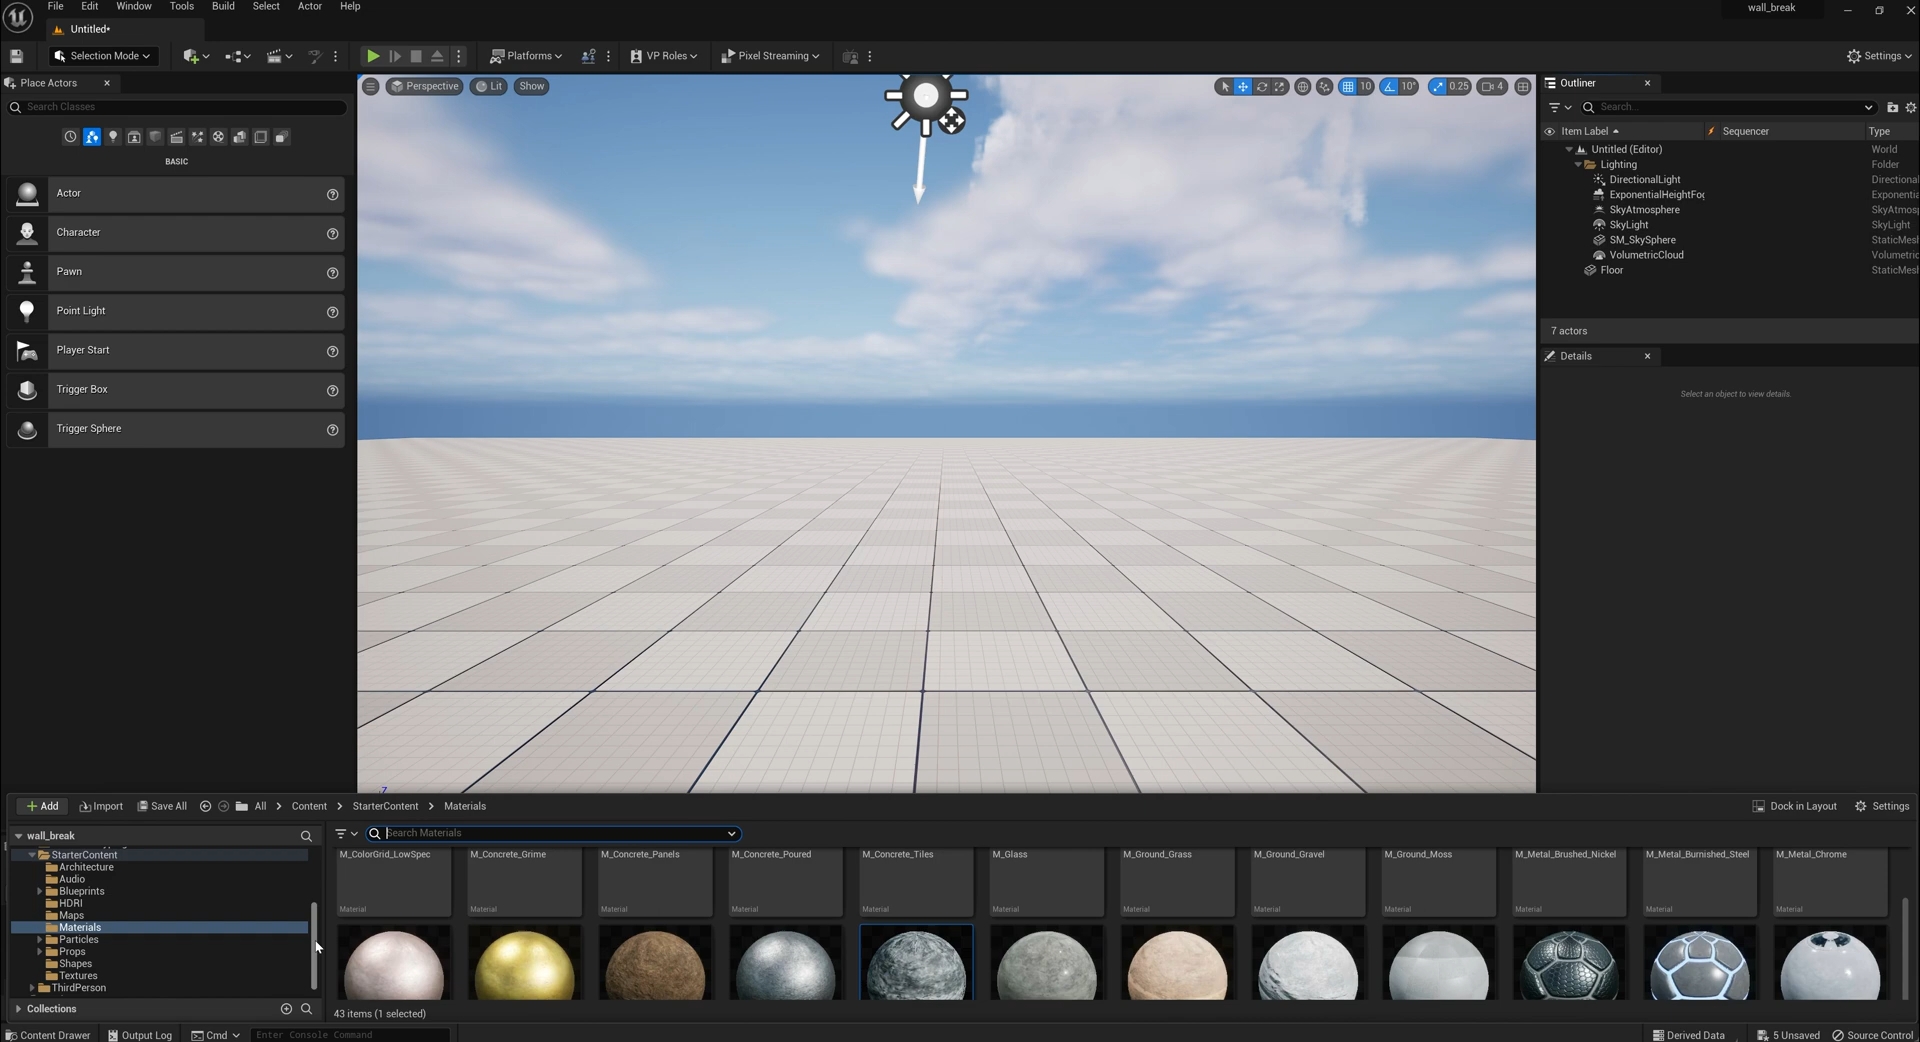 File Edit Window Tools Build Select Actor Help
wall_break
Untitled*
Selection Mode
Platforms
VP Roles
Pixel Streaming
Settings
Place Actors
Search Classes
BASIC
Actor
Character
Pawn
Point Light
Player Start
Trigger Box
Trigger Sphere
Perspective
Lit
Show
10
10°
0.25
4
Outliner
Search...
Item Label
Sequencer
Type
Untitled (Editor) World
Lighting Folder
DirectionalLight Directional
ExponentialHeightFog Exponentia
SkyAtmosphere SkyAtmosp
SkyLight SkyLight
SM_SkySphere StaticMesh
VolumetricCloud Volumetric
Floor StaticMesh
7 actors
Details
Select an object to view details.
Add
Import
Save All
All
Content
StarterContent
Materials
Dock in Layout
Settings
wall_break
StarterContent
Architecture
Audio
Blueprints
HDRI
Maps
Materials
Particles
Props
Shapes
Textures
ThirdPerson
Collections
Search Materials
M_ColorGrid_LowSpec
Material
M_Concrete_Grime
Material
M_Concrete_Panels
Material
M_Concrete_Poured
Material
M_Concrete_Tiles
Material
M_Glass
Material
M_Ground_Grass
Material
M_Ground_Gravel
Material
M_Ground_Moss
Material
M_Metal_Brushed_Nickel
Material
M_Metal_Burnished_Steel
Material
M_Metal_Chrome
Material
43 items (1 selected)
Content Drawer
Output Log
Cmd
Enter Console Command
Derived Data
5 Unsaved
Source Control